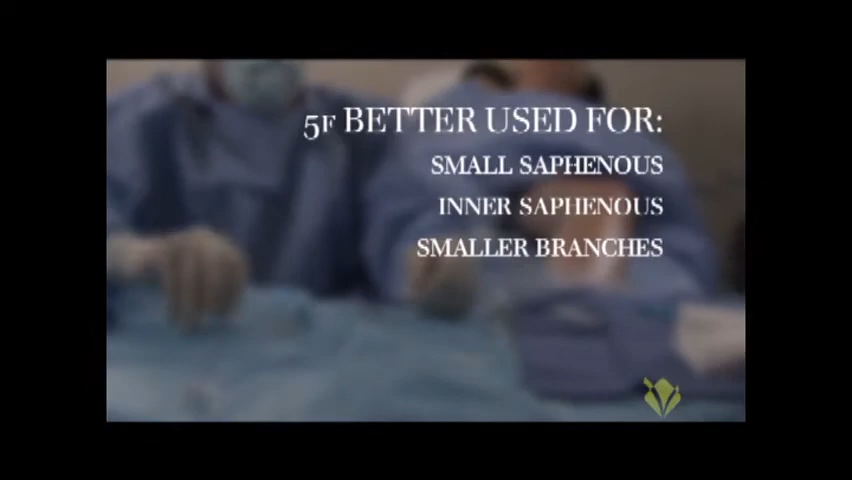 5F BETTER USED FOR:
SMALL SAPHENOUS
INNER SAPHENOUS
SMALLER BRANCHES